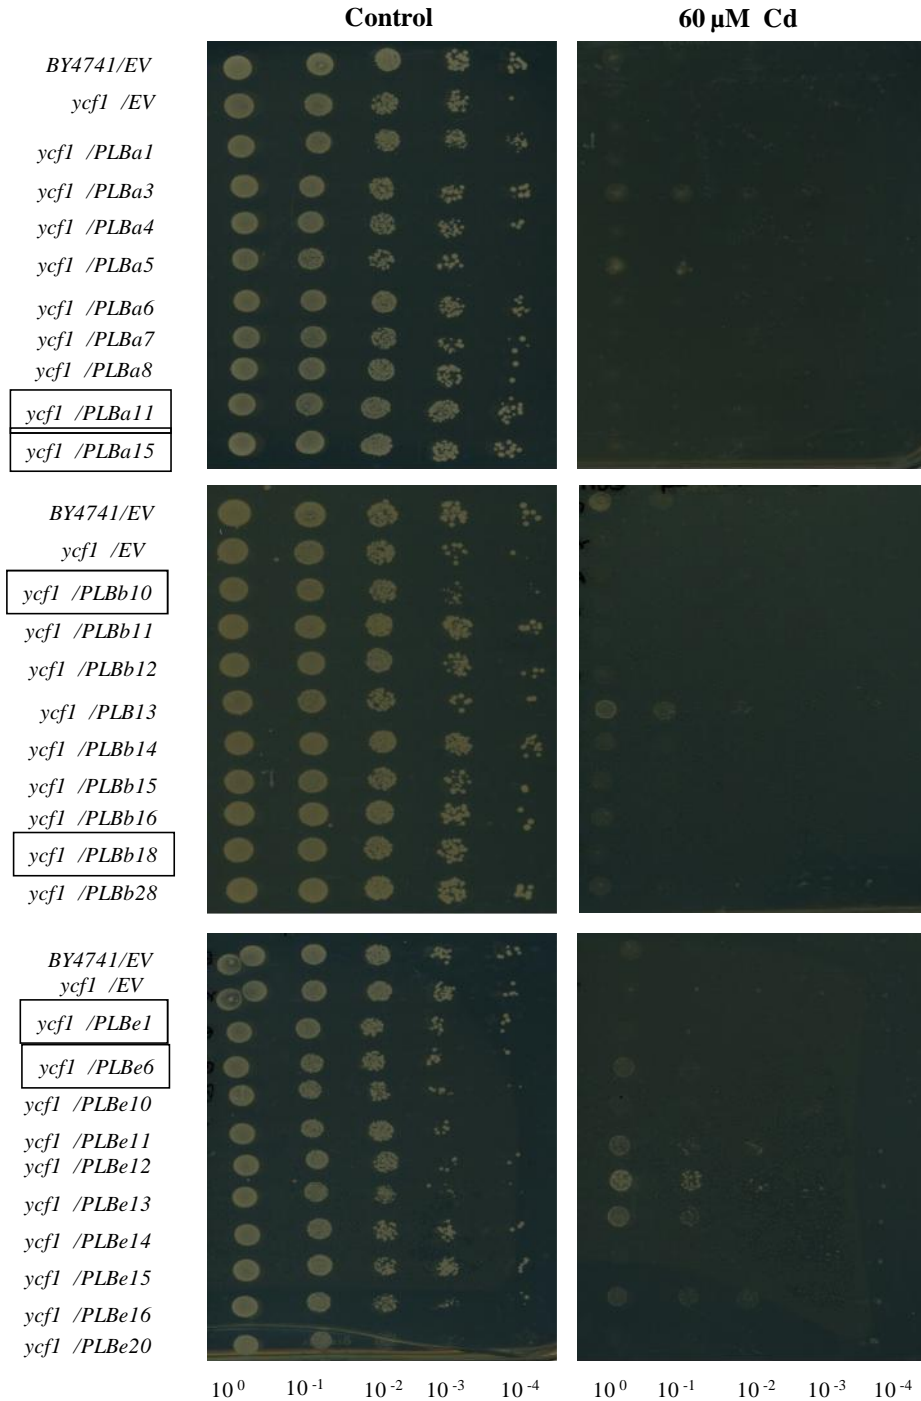 Control 60 µM Cd
BY4741/EV
ycf1 /EV
ycf1 /PLBa1
ycf1 /PLBa3
ycf1 /PLBa4
ycf1 /PLBa5
ycf1 /PLBa6
ycf1 /PLBa7
ycf1 /PLBa8
ycf1 /PLBa11
ycf1 /PLBa15
BY4741/EV
ycf1 /EV
ycf1 /PLBb10
ycf1 /PLBb11
ycf1 /PLBb12
ycf1 /PLB13
ycf1 /PLBb14
ycf1 /PLBb15
ycf1 /PLBb16
ycf1 /PLBb18
ycf1 /PLBb28
BY4741/EV
ycf1 /EV
ycf1 /PLBe1
ycf1 /PLBe6
ycf1 /PLBe10
ycf1 /PLBe11
ycf1 /PLBe12
ycf1 /PLBe13
ycf1 /PLBe14
ycf1 /PLBe15
ycf1 /PLBe16
ycf1 /PLBe20
10⁰ 10⁻¹ 10⁻² 10⁻³ 10⁻⁴ 10⁰ 10⁻¹ 10⁻² 10⁻³ 10⁻⁴